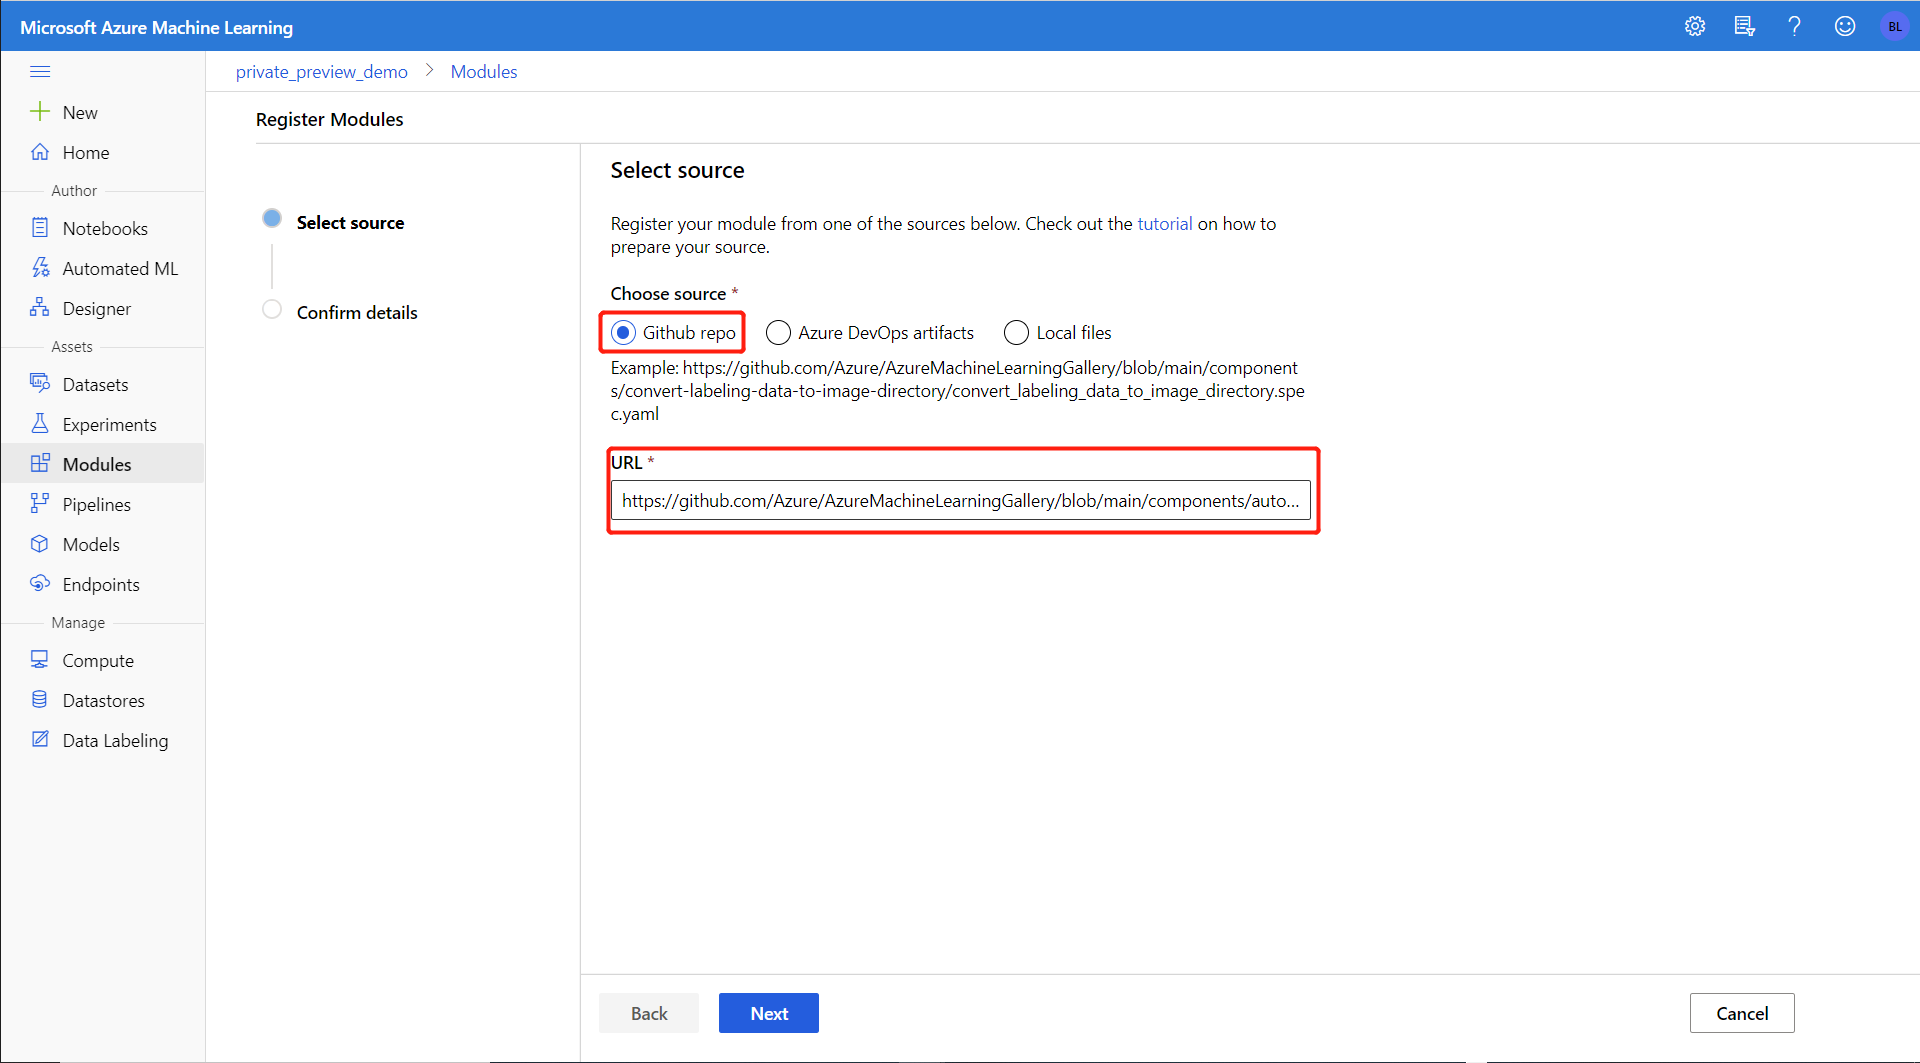 Microsoft Azure Machine Learning
BL
private_preview_demo > Modules
New
Home
Author
Notebooks
Automated ML
Designer
Assets
Datasets
Experiments
Modules
Pipelines
Models
Endpoints
Manage
Compute
Datastores
Data Labeling
Register Modules
Select source
Confirm details
Select source
Register your module from one of the sources below. Check out the tutorial on how to
prepare your source.
Choose source *
Github repo
Azure DevOps artifacts
Local files
Example: https://github.com/Azure/AzureMachineLearningGallery/blob/main/component
s/convert-labeling-data-to-image-directory/convert_labeling_data_to_image_directory.spe
c.yaml
URL *
https://github.com/Azure/AzureMachineLearningGallery/blob/main/components/auto...
Back
Next
Cancel